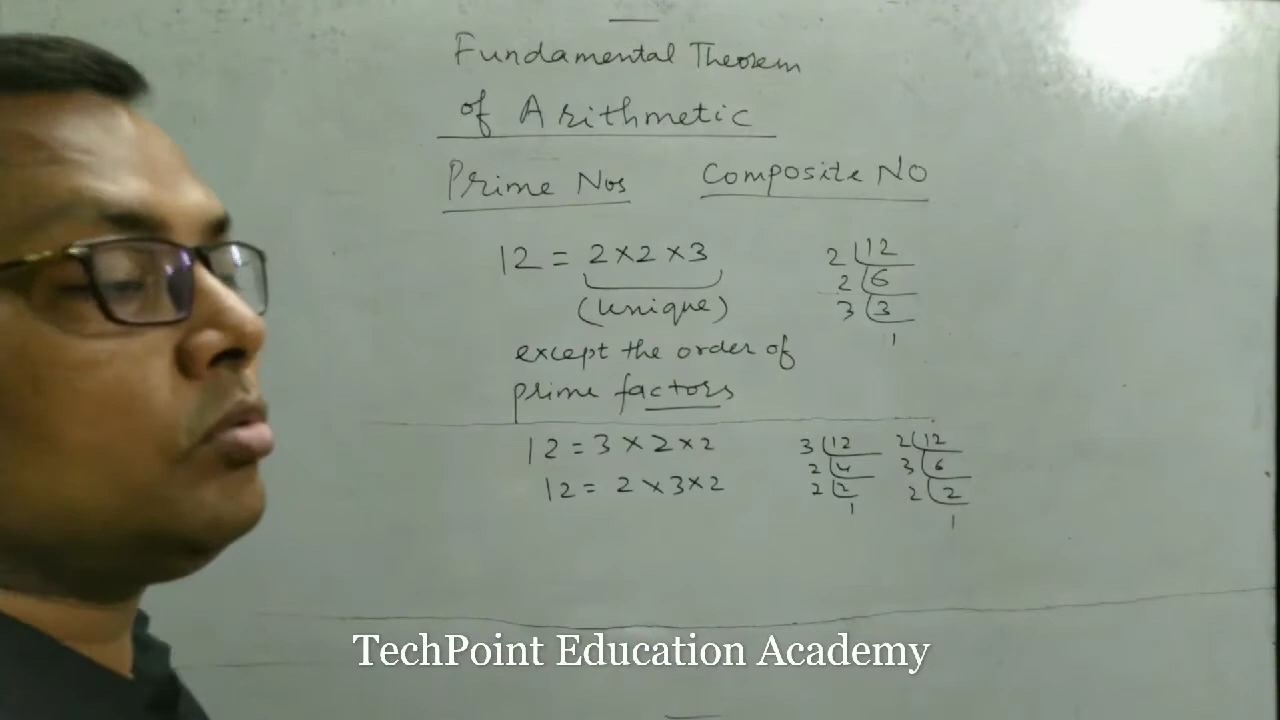 Fundamental Theorem
of Arithmetic
Prime Nos Composite NO
12 = 2 × 2 × 3
(Unique)
except the order of
prime factors
2 12
2 6
3 3
1
12 = 3 × 2 × 2
12 = 2 × 3 × 2
3 12
2 4
2 2
1
2 12
3 6
2 2
1
TechPoint Education Academy